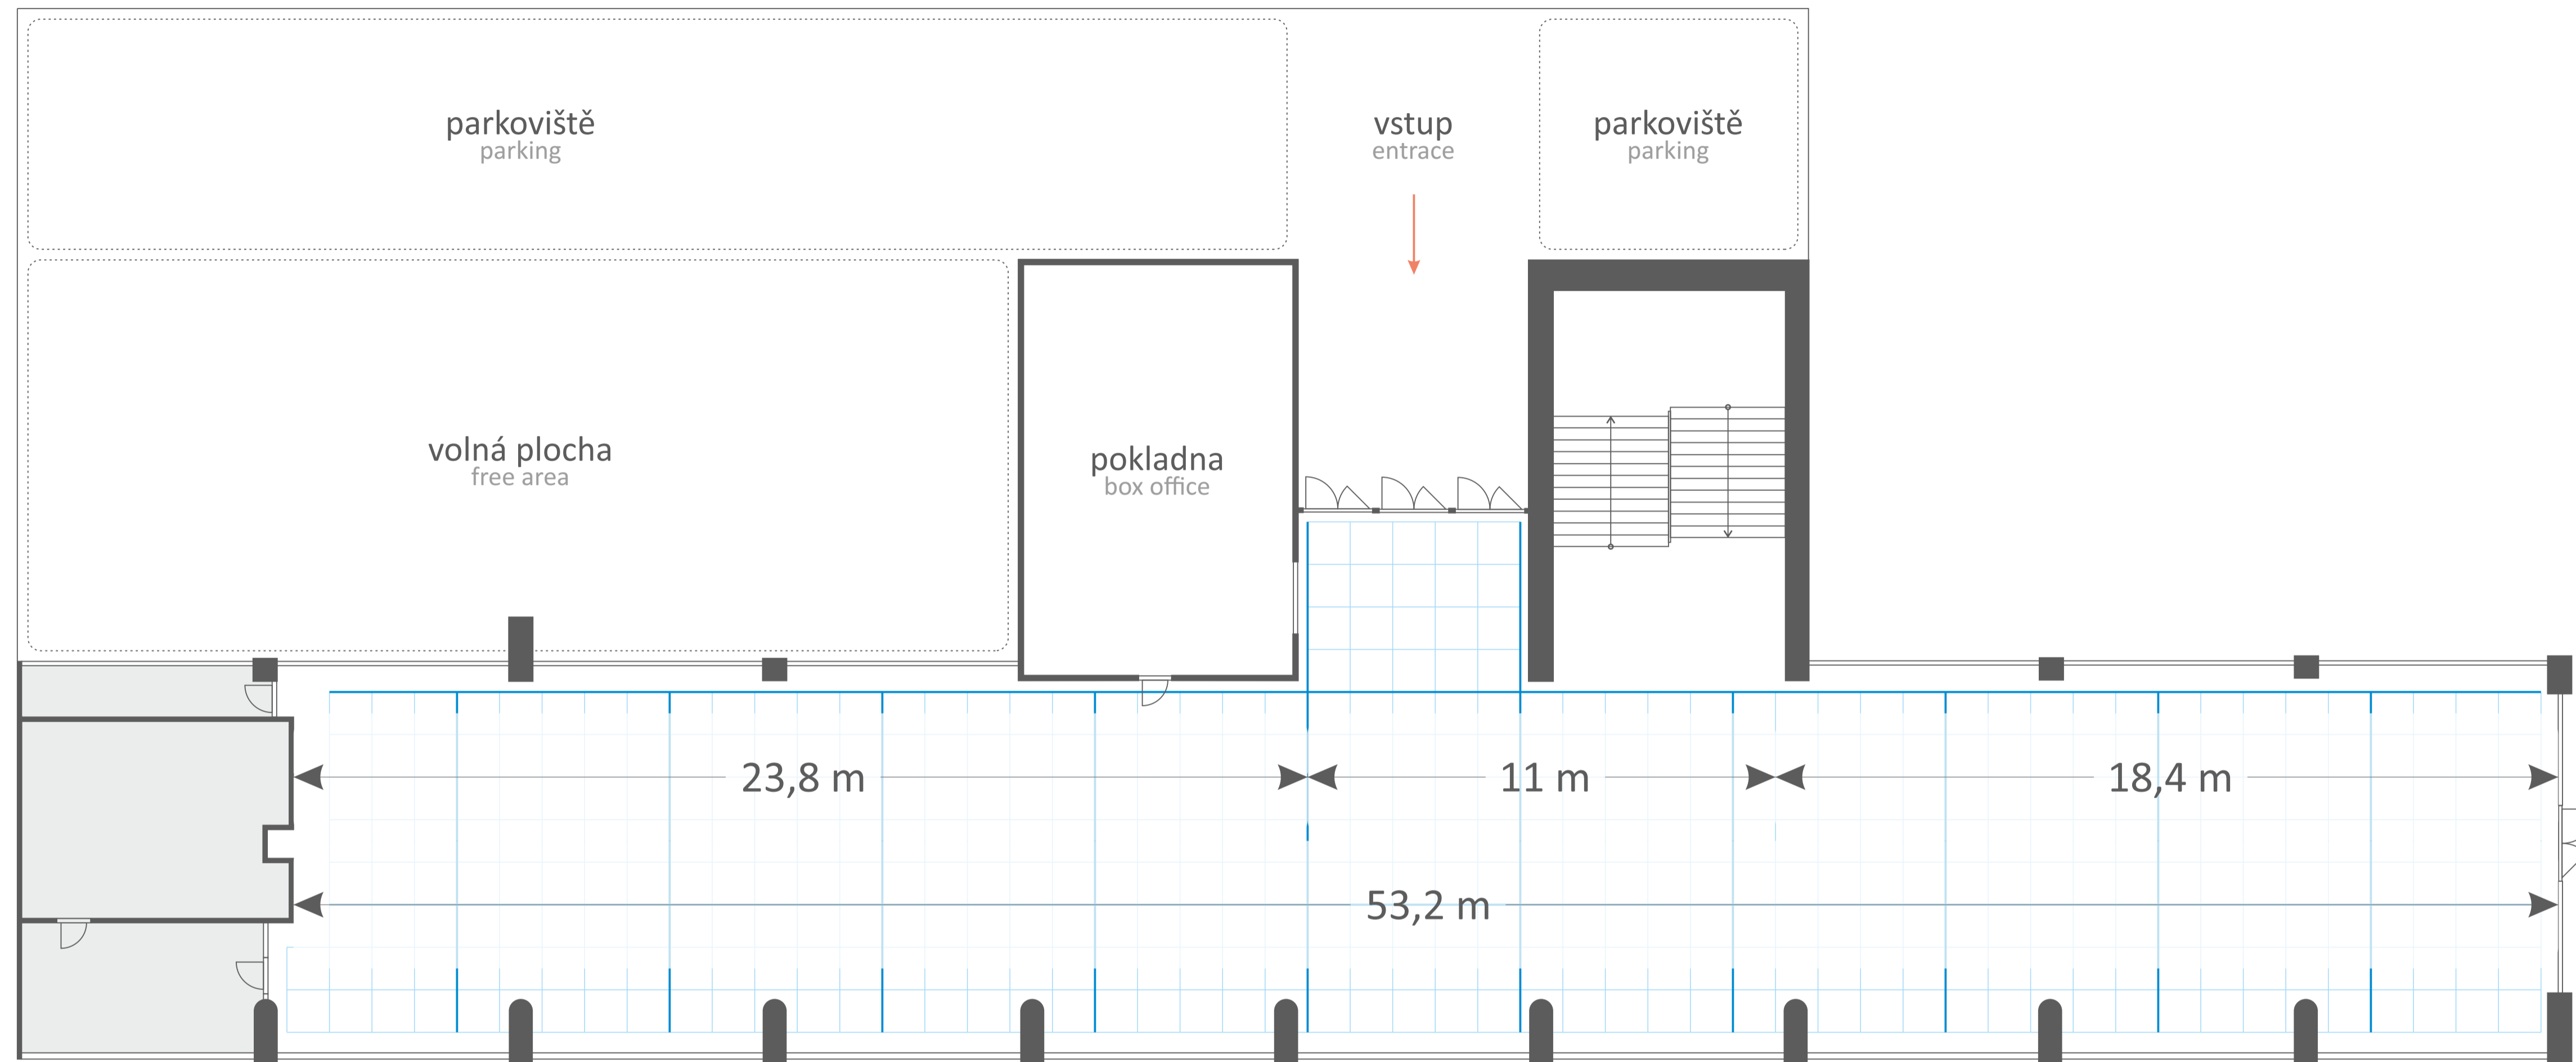 parkoviště
parking
vstup
entrace
parkoviště
parking
volná plocha
free area
pokladna
box office
23,8 m
11 m
18,4 m
53,2 m